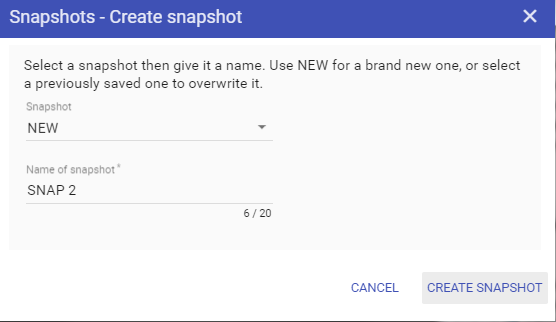 Snapshots - Create snapshot
Select a snapshot then give it a name. Use NEW for a brand new one, or select
a previously saved one to overwrite it.
Snapshot
NEW
Name of snapshot *
SNAP 2
6 / 20
CANCEL CREATE SNAPSHOT